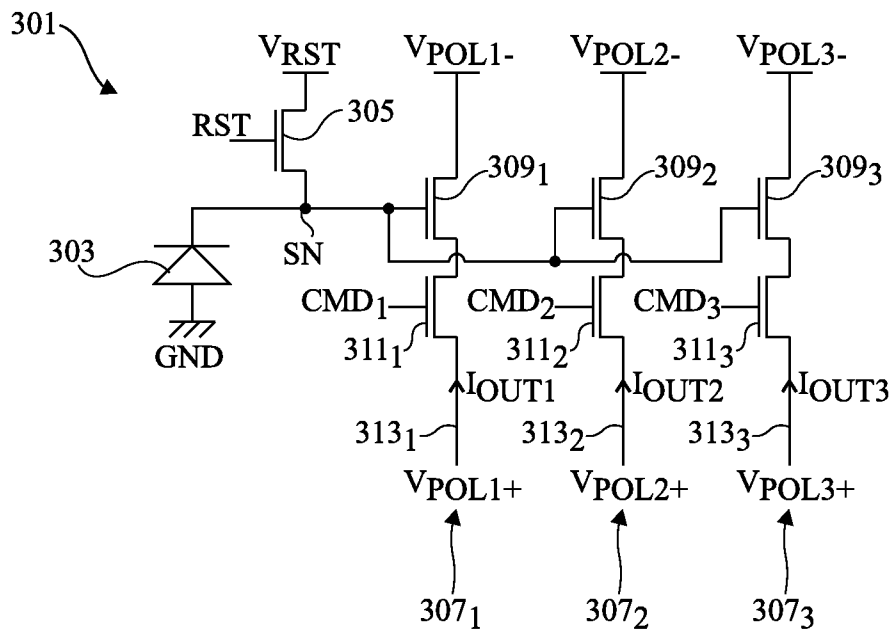 301
V_RST V_POL1- V_POL2- V_POL3-
RST 305
309_1 309_2 309_3
303 SN
CMD_1 CMD_2 CMD_3
GND 311_1 311_2 311_3
I_OUT1 I_OUT2 I_OUT3
313_1 313_2 313_3
V_POL1+ V_POL2+ V_POL3+
307_1 307_2 307_3